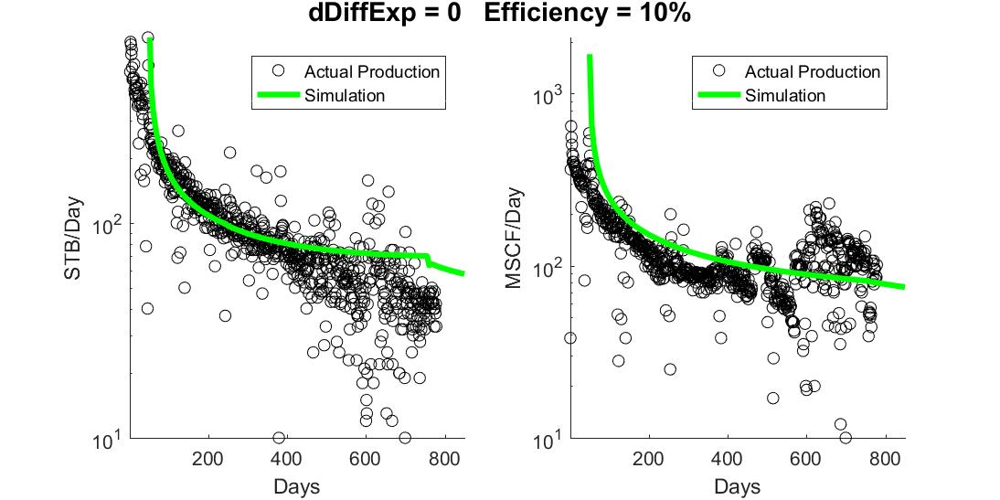 dDiffExp = 0 Efficiency = 10%
STB/Day
10^2
10^1
200 400 600 800
Days
Actual Production
Simulation
MSCF/Day
10^3
10^2
10^1
200 400 600 800
Days
Actual Production
Simulation